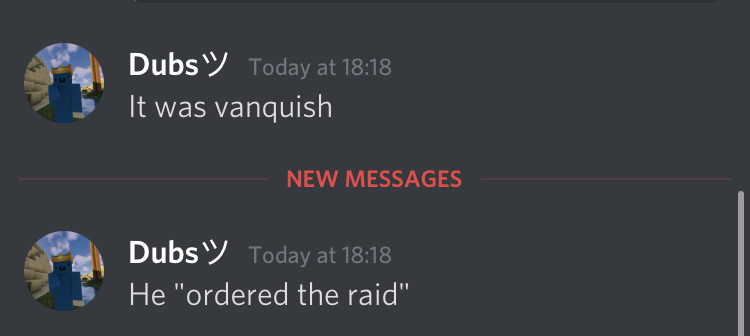 Dubsツ Today at 18:18
It was vanquish
NEW MESSAGES
Dubsツ Today at 18:18
He "ordered the raid"